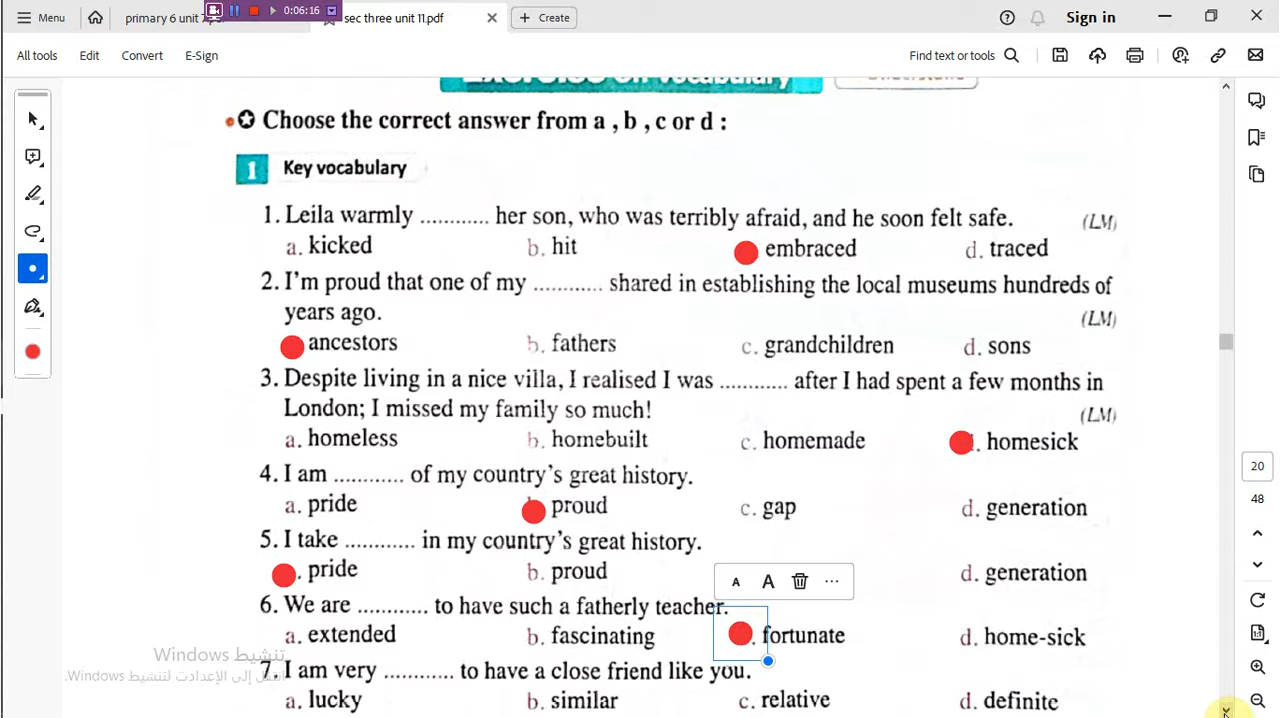 Menu
primary 6 unit
0:06:16
sec three unit 11.pdf
Create
Sign in
All tools
Edit
Convert
E-Sign
Find text or tools
Exercise on Vocabulary
Understand
Choose the correct answer from a , b , c or d :
1 Key vocabulary
1. Leila warmly ............ her son, who was terribly afraid, and he soon felt safe. (LM)
a. kicked b. hit embraced d. traced
2. I'm proud that one of my ............ shared in establishing the local museums hundreds of
years ago. (LM)
ancestors b. fathers c. grandchildren d. sons
3. Despite living in a nice villa, I realised I was ............ after I had spent a few months in
London; I missed my family so much! (LM)
a. homeless b. homebuilt c. homemade . homesick
4. I am ............ of my country's great history.
a. pride proud c. gap d. generation
5. I take ............ in my country's great history.
. pride b. proud d. generation
A A ...
6. We are ............ to have such a fatherly teacher.
a. extended b. fascinating . fortunate d. home-sick
7. I am very ............ to have a close friend like you.
a. lucky b. similar c. relative d. definite
تنشيط Windows
انتقل إلى الإعدادات لتنشيط Windows.
20
48